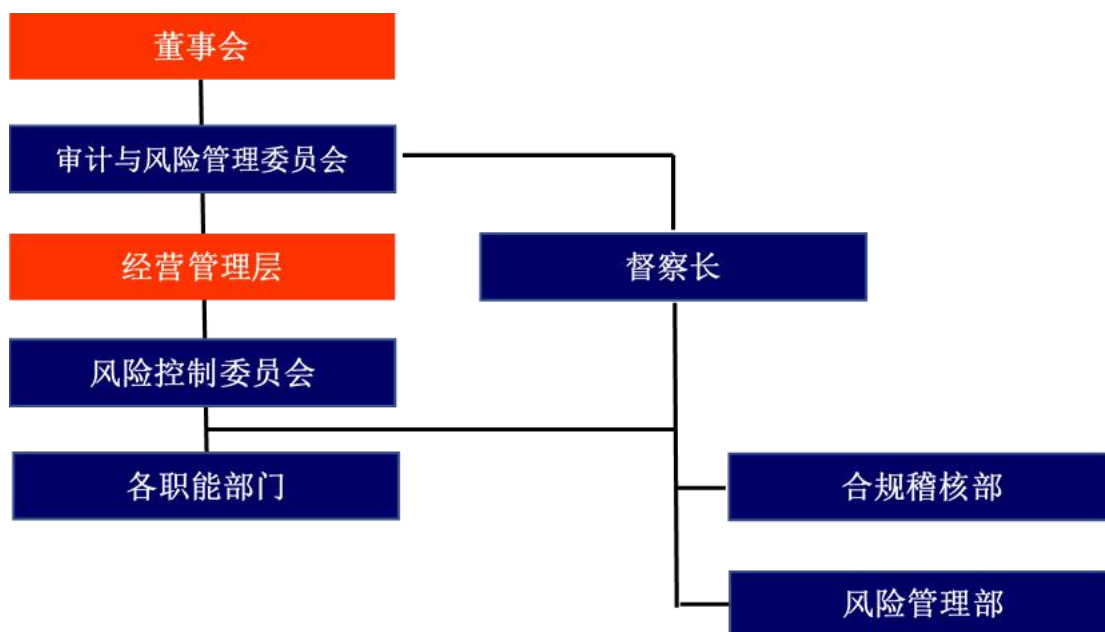 董事会
审计与风险管理委员会
经营管理层
督察长
风险控制委员会
各职能部门
合规稽核部
风险管理部